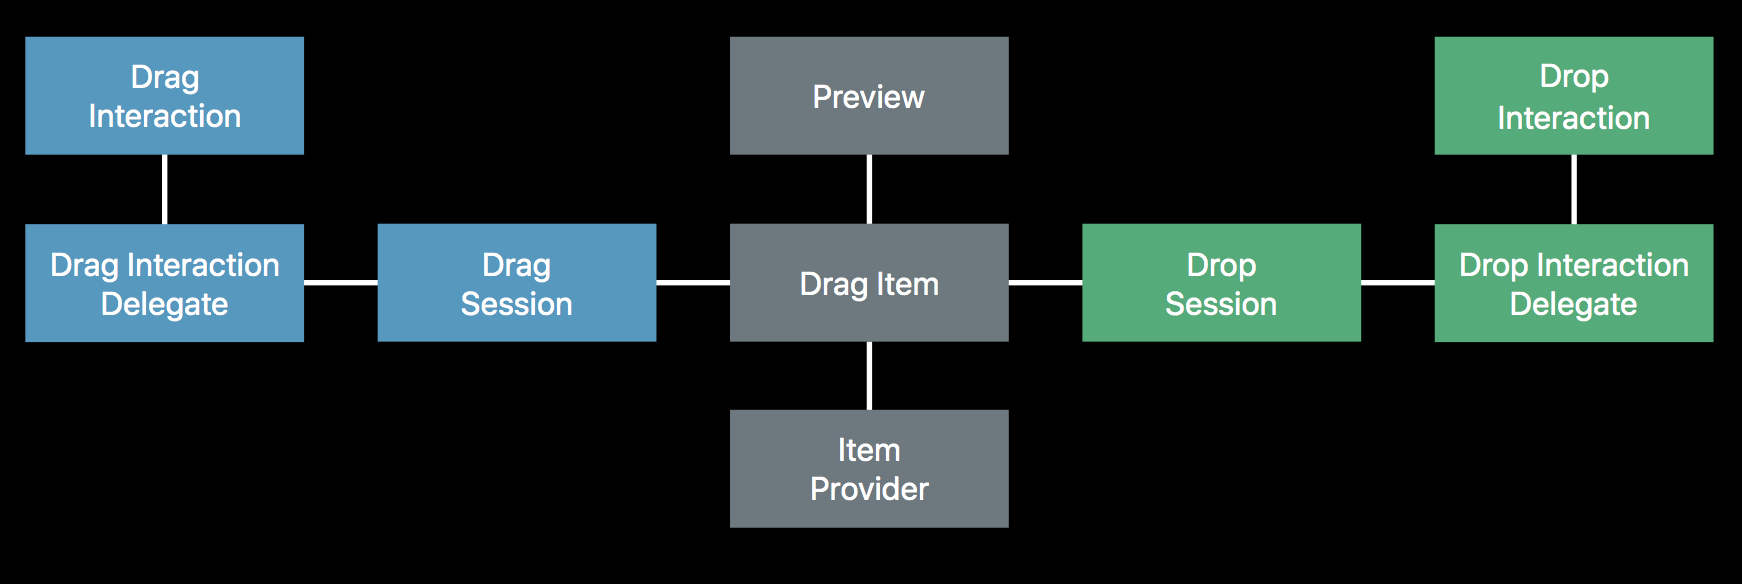 Drag
Interaction
Preview
Drop
Interaction
Drag Interaction
Delegate
Drag
Session
Drag Item
Drop
Session
Drop Interaction
Delegate
Item
Provider